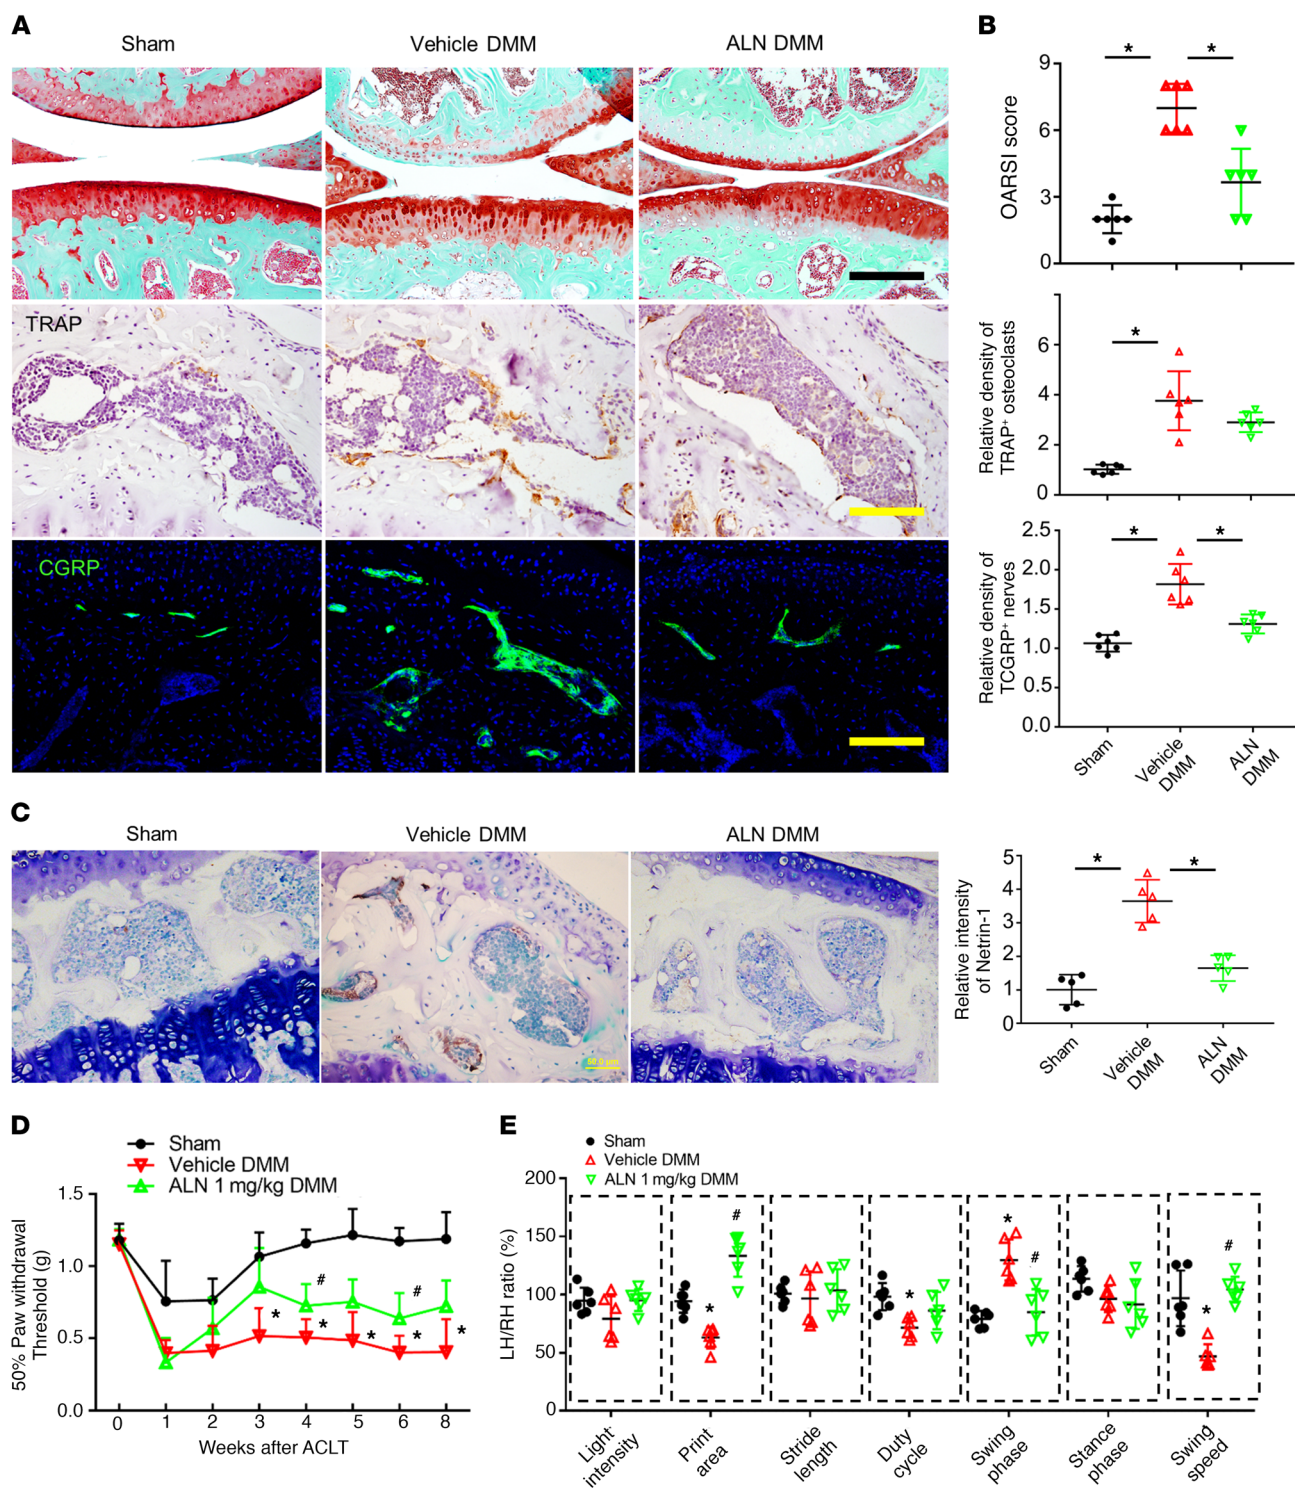 A
Sham
Vehicle DMM
ALN DMM
TRAP
CGRP
B
* *
OARSI score
9
6
3
0
*
Relative density of
TRAP+ osteoclasts
6
4
2
0
* *
Relative density of
TCGRP+ nerves
2.5
2.0
1.5
1.0
0.5
0.0
Sham
Vehicle
DMM
ALN
DMM
C
Sham
Vehicle DMM
ALN DMM
50.0 μm
* *
Relative intensity
of Netrin-1
5
4
3
2
1
0
Sham
Vehicle
DMM
ALN
DMM
D
Sham
Vehicle DMM
ALN 1 mg/kg DMM
50% Paw withdrawal
Threshold (g)
1.5
1.0
0.5
0.0
# #
* * * * *
0 1 2 3 4 5 6 8
Weeks after ACLT
E
Sham
Vehicle DMM
ALN 1 mg/kg DMM
LH/RH ratio (%)
200
150
100
50
0
* # * * # * #
Light
intensity
Print
area
Stride
length
Duty
cycle
Swing
phase
Stance
phase
Swing
speed